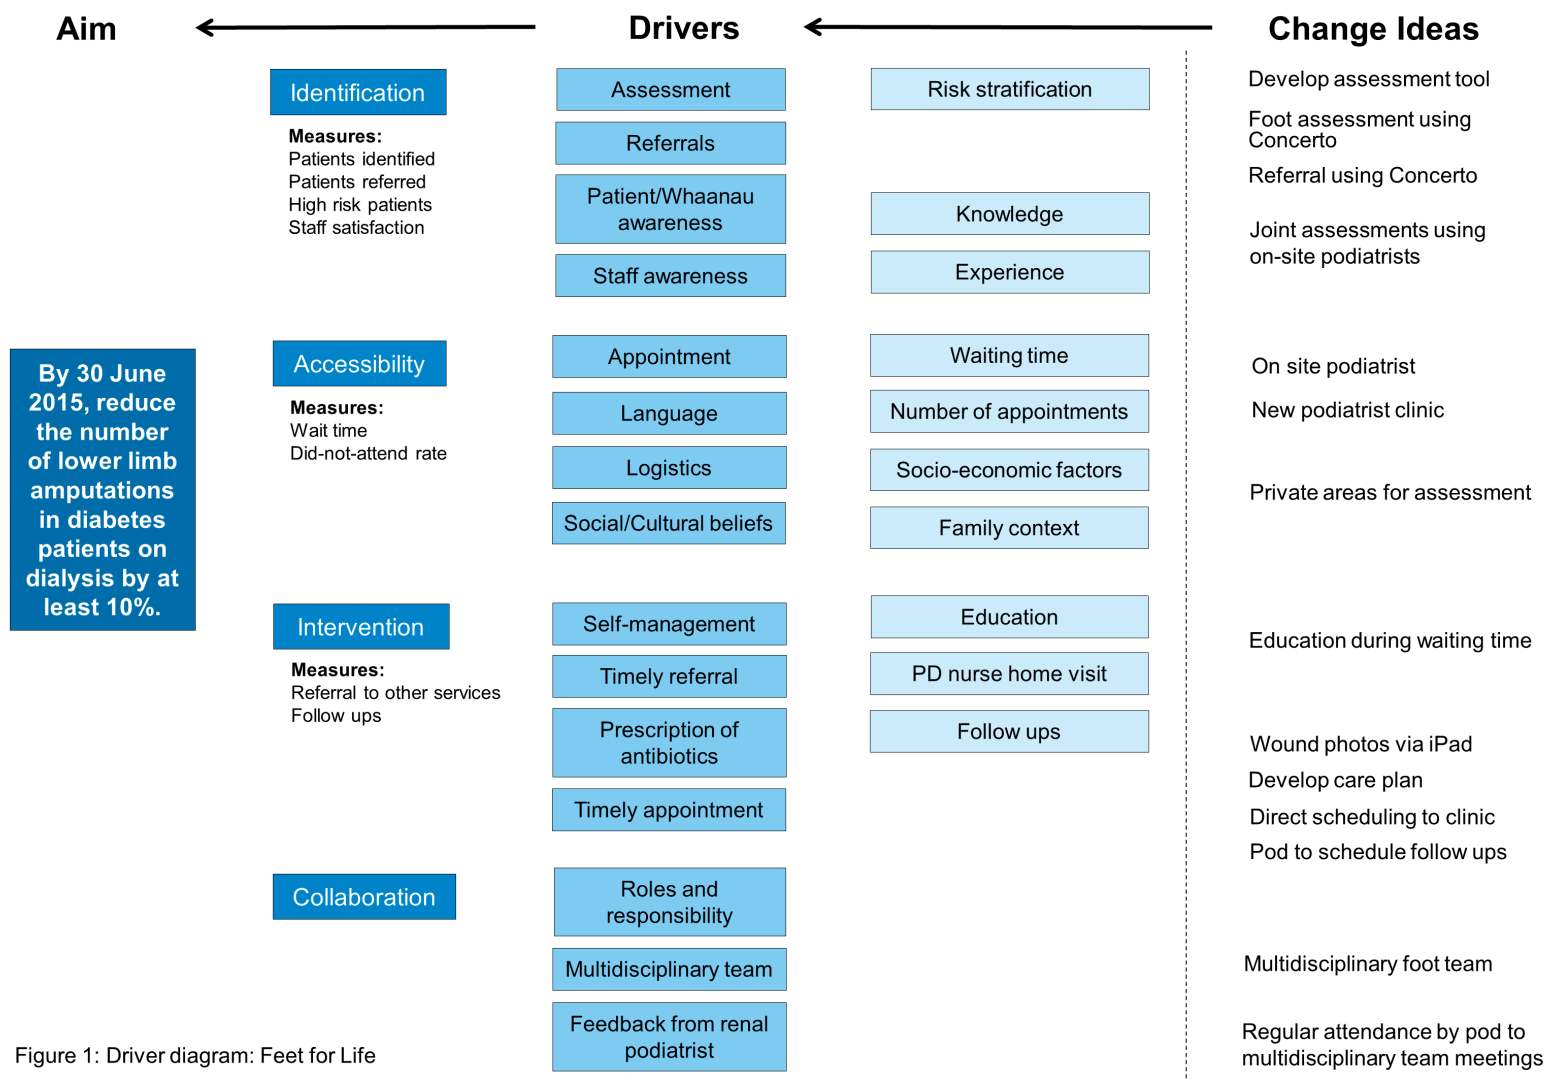 Aim
Drivers
Change Ideas
Identification
Measures:
Patients identified
Patients referred
High risk patients
Staff satisfaction
Assessment
Referrals
Patient/Whaanau
awareness
Staff awareness
Risk stratification
Knowledge
Experience
Develop assessment tool
Foot assessment using
Concerto
Referral using Concerto
Joint assessments using
on-site podiatrists
By 30 June
2015, reduce
the number
of lower limb
amputations
in diabetes
patients on
dialysis by at
least 10%.
Accessibility
Measures:
Wait time
Did-not-attend rate
Appointment
Language
Logistics
Social/Cultural beliefs
Waiting time
Number of appointments
Socio-economic factors
Family context
On site podiatrist
New podiatrist clinic
Private areas for assessment
Intervention
Measures:
Referral to other services
Follow ups
Self-management
Timely referral
Prescription of
antibiotics
Timely appointment
Education
PD nurse home visit
Follow ups
Education during waiting time
Wound photos via iPad
Develop care plan
Direct scheduling to clinic
Pod to schedule follow ups
Collaboration
Roles and
responsibility
Multidisciplinary team
Feedback from renal
podiatrist
Multidisciplinary foot team
Regular attendance by pod to
multidisciplinary team meetings
Figure 1: Driver diagram: Feet for Life